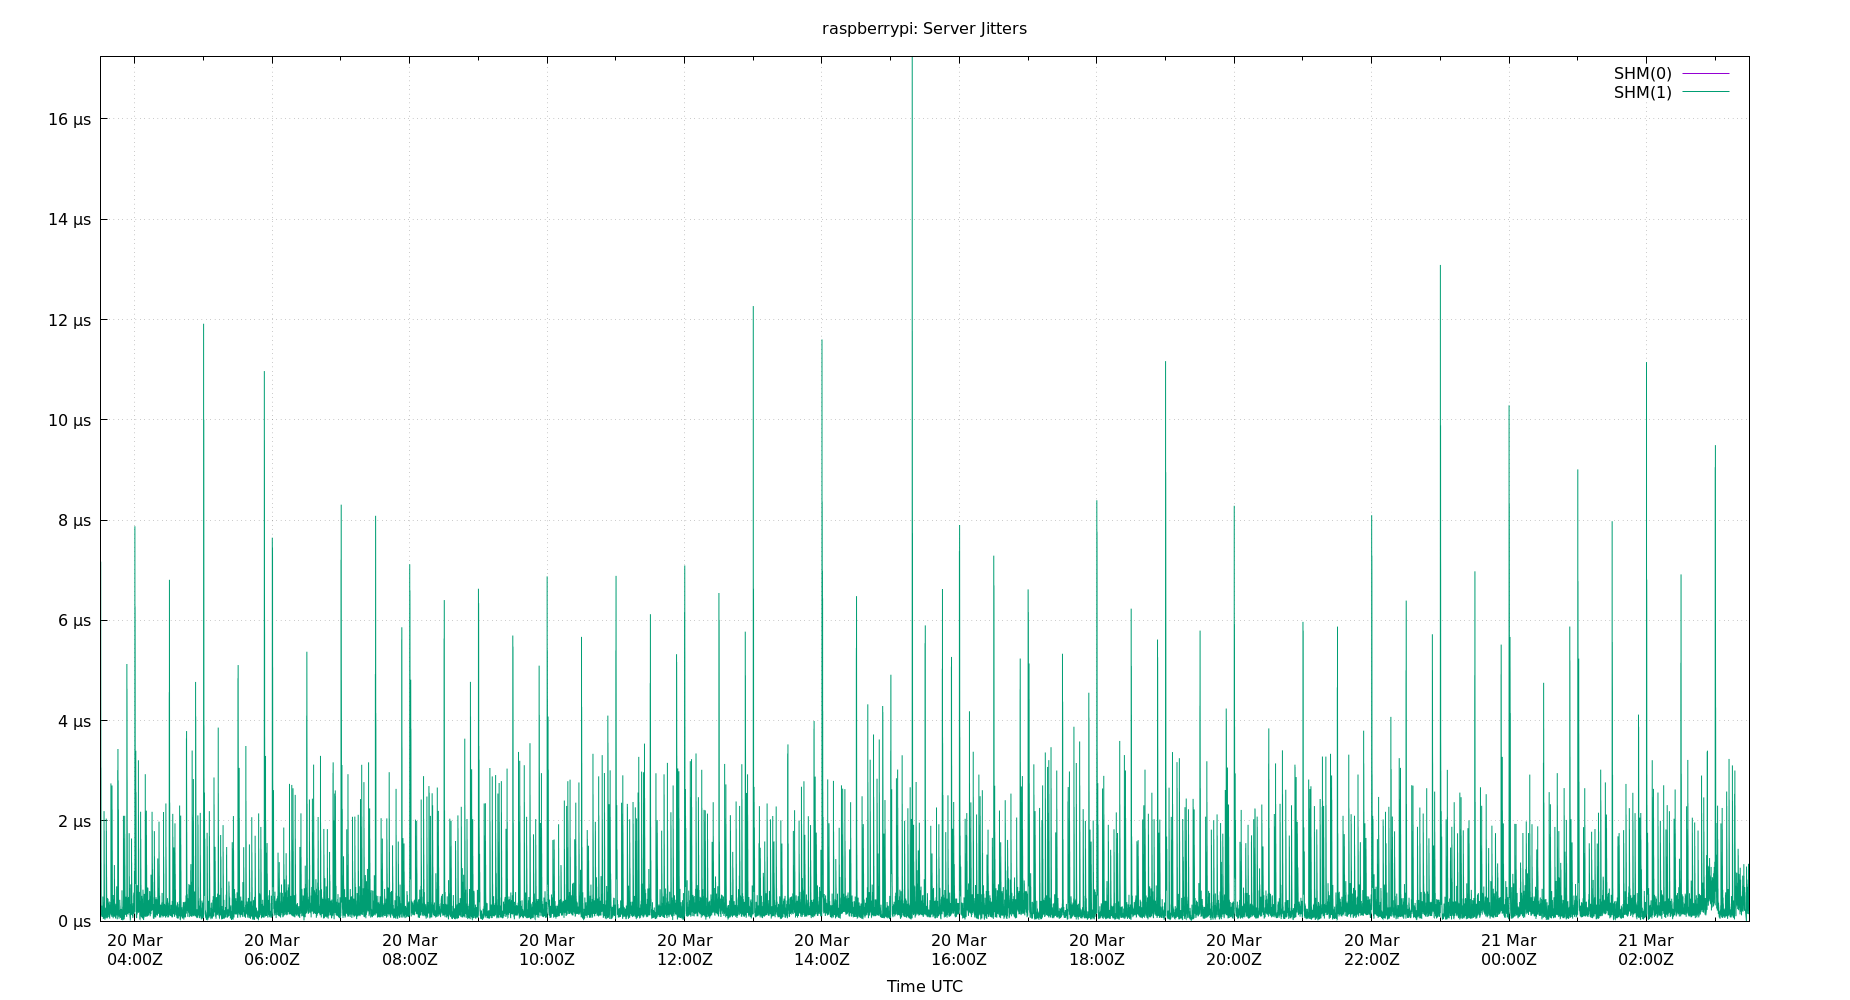 raspberrypi: Server Jitters
SHM(0)
SHM(1)
16 µs
14 µs
12 µs
10 µs
8 µs
6 µs
4 µs
2 µs
0 µs
20 Mar 20 Mar 20 Mar 20 Mar 20 Mar 20 Mar 20 Mar 20 Mar 20 Mar 20 Mar 21 Mar 21 Mar
04:00Z 06:00Z 08:00Z 10:00Z 12:00Z 14:00Z 16:00Z 18:00Z 20:00Z 22:00Z 00:00Z 02:00Z
Time UTC